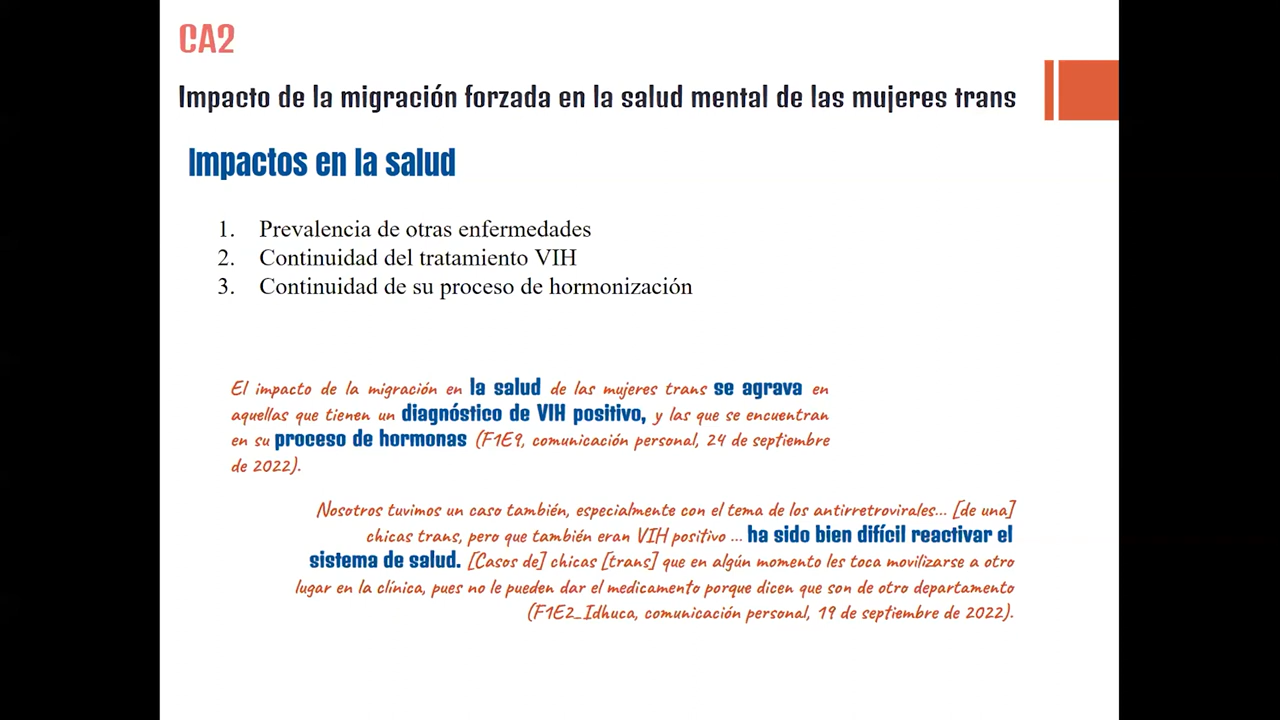 CA2
Impacto de la migración forzada en la salud mental de las mujeres trans
Impactos en la salud
1. Prevalencia de otras enfermedades
2. Continuidad del tratamiento VIH
3. Continuidad de su proceso de hormonización
El impacto de la migración en la salud de las mujeres trans se agrava en
aquellas que tienen un diagnóstico de VIH positivo, y las que se encuentran
en su proceso de hormonas (F1E9, comunicación personal, 24 de septiembre
de 2022).
Nosotros tuvimos un caso también, especialmente con el tema de los antirretrovirales... [de una]
chicas trans, pero que también eran VIH positivo ... ha sido bien difícil reactivar el
sistema de salud. [Casos de] chicas [trans] que en algún momento les toca movilizarse a otro
lugar en la clínica, pues no le pueden dar el medicamento porque dicen que son de otro departamento
(F1E2_Idhuca, comunicación personal, 19 de septiembre de 2022).